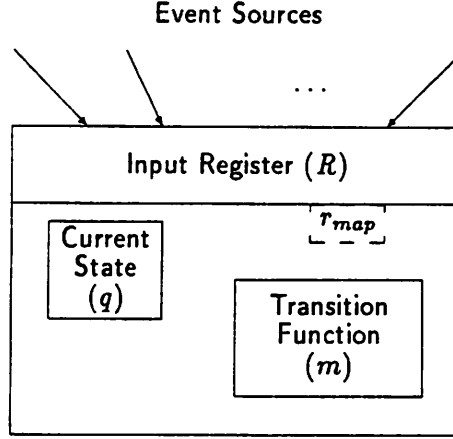 Event Sources
...
Input Register (R)
r_map
Current
State
(q)
Transition
Function
(m)